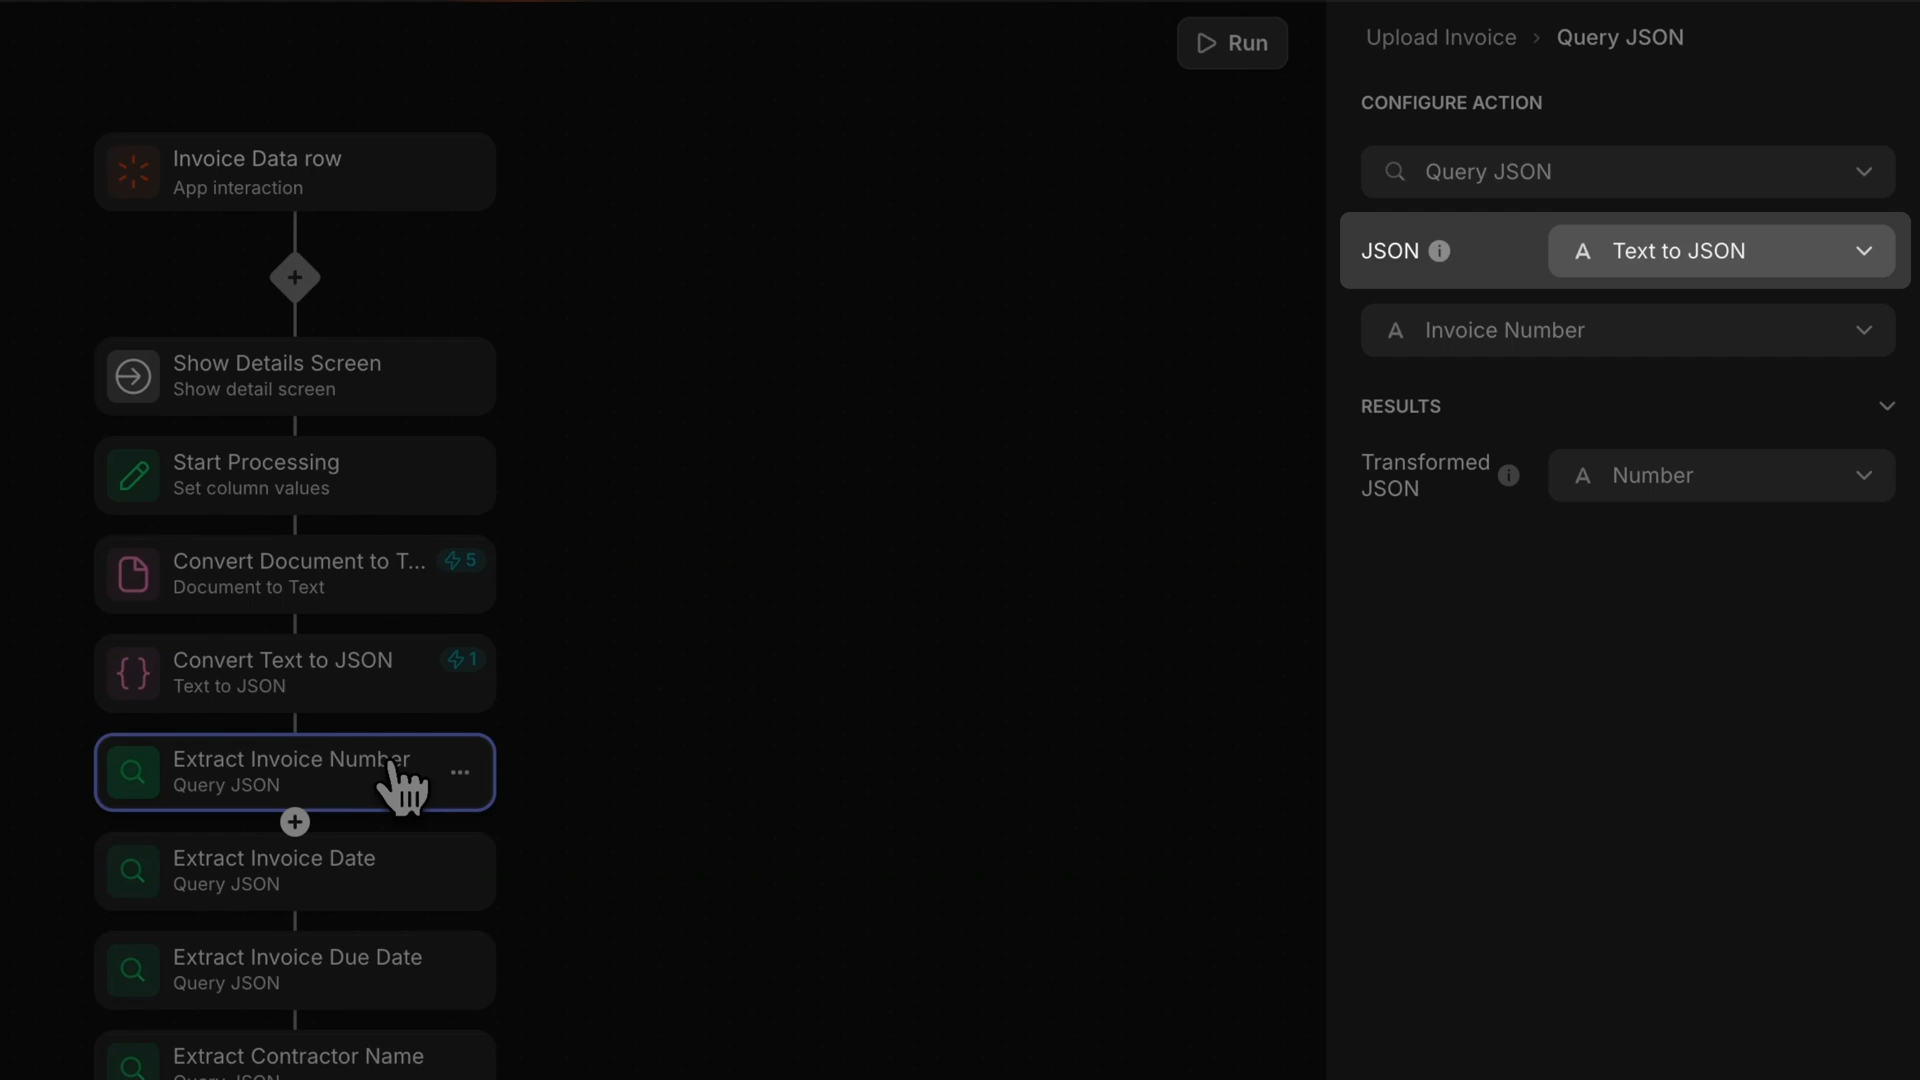 Run
Invoice Data row
App interaction
Show Details Screen
Show detail screen
Start Processing
Set column values
Convert Document to T... 5
Document to Text
Convert Text to JSON 1
Text to JSON
Extract Invoice Number
Query JSON
Extract Invoice Date
Query JSON
Extract Invoice Due Date
Query JSON
Extract Contractor Name
Query JSON
Upload Invoice > Query JSON
CONFIGURE ACTION
Query JSON
JSON A Text to JSON
A Invoice Number
RESULTS
Transformed
JSON
A Number